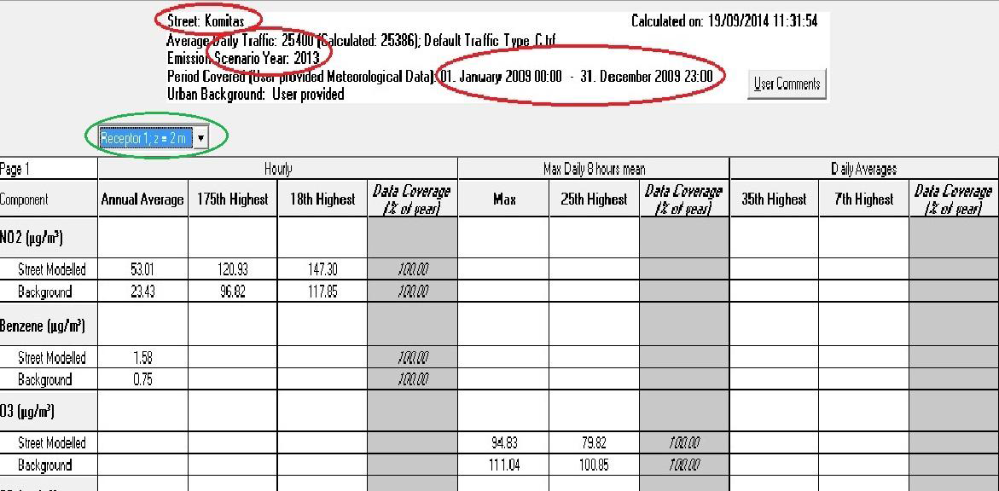 Street: Komitas
Calculated on: 19/09/2014 11:31:54
Average Daily Traffic: 25400 (Calculated: 25386); Default Traffic Type C.trf
Emission Scenario Year: 2013
Period Covered (User provided Meteorological Data): 01. January 2009 00:00 - 31. December 2009 23:00
User Comments
Urban Background: User provided
Receptor 1; z = 2 m
Page 1 Hourly Max Daily 8 hours mean Daily Averages
Component Annual Average 175th Highest 18th Highest Data Coverage (% of year) Max 25th Highest Data Coverage (% of year) 35th Highest 7th Highest Data Coverage (% of year)
NO2 (µg/m³)
Street Modelled 53.01 120.93 147.30 100.00
Background 23.43 96.82 117.85 100.00
Benzene (µg/m³)
Street Modelled 1.58 100.00
Background 0.75 100.00
O3 (µg/m³)
Street Modelled 94.83 79.82 100.00
Background 111.04 100.85 100.00